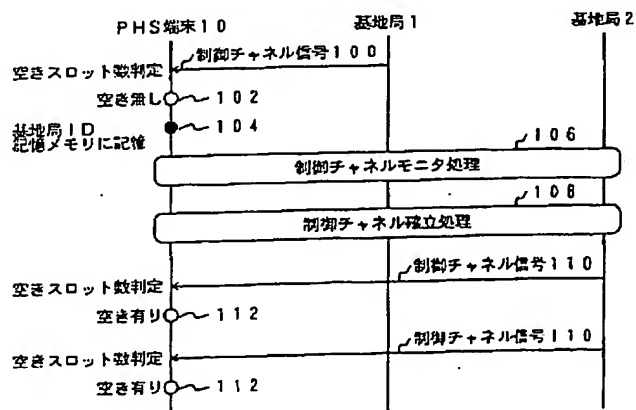 PHS端末10 基地局1 基地局2
制御チャネル信号100
空きスロット数判定
空き無し 102
基地局ID 104
記憶メモリに記憶
106
制御チャネルモニタ処理
108
制御チャネル確立処理
制御チャネル信号110
空きスロット数判定
空き有り 112
制御チャネル信号110
空きスロット数判定
空き有り 112